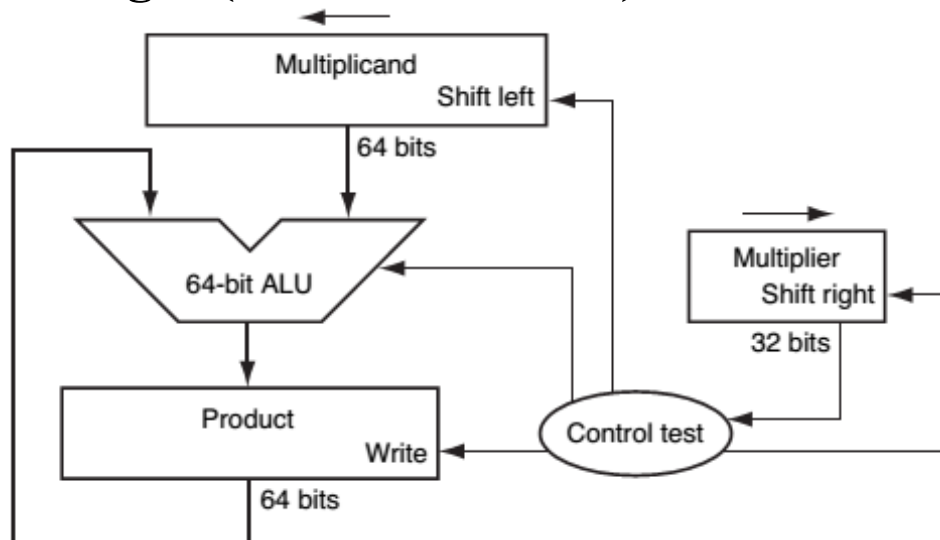 Multiplicand
Shift left
64 bits
64-bit ALU
Multiplier
Shift right
32 bits
Product
Control test
Write
64 bits